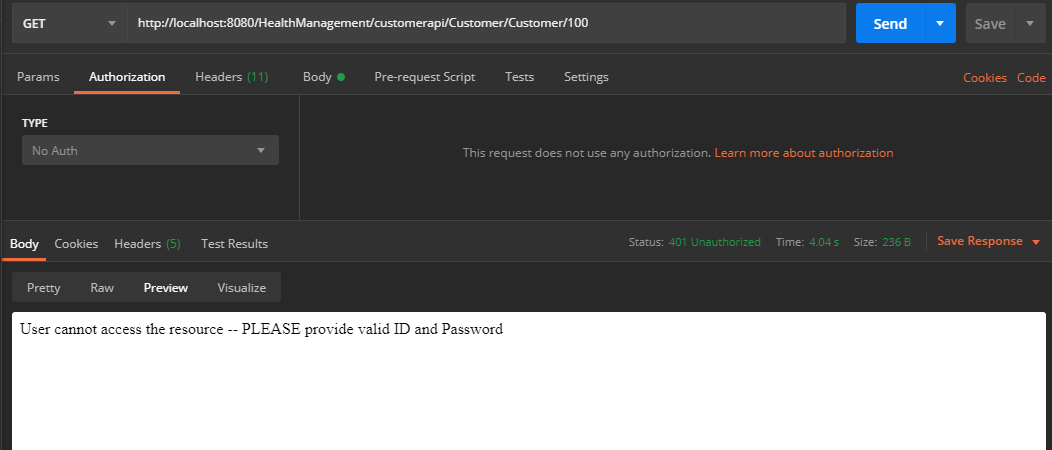 GET http://localhost:8080/HealthManagement/customerapi/Customer/Customer/100 Send Save
Params Authorization Headers (11) Body Pre-request Script Tests Settings Cookies Code
TYPE
No Auth
This request does not use any authorization. Learn more about authorization
Body Cookies Headers (5) Test Results Status: 401 Unauthorized Time: 4.04 s Size: 236 B Save Response
Pretty Raw Preview Visualize
User cannot access the resource -- PLEASE provide valid ID and Password